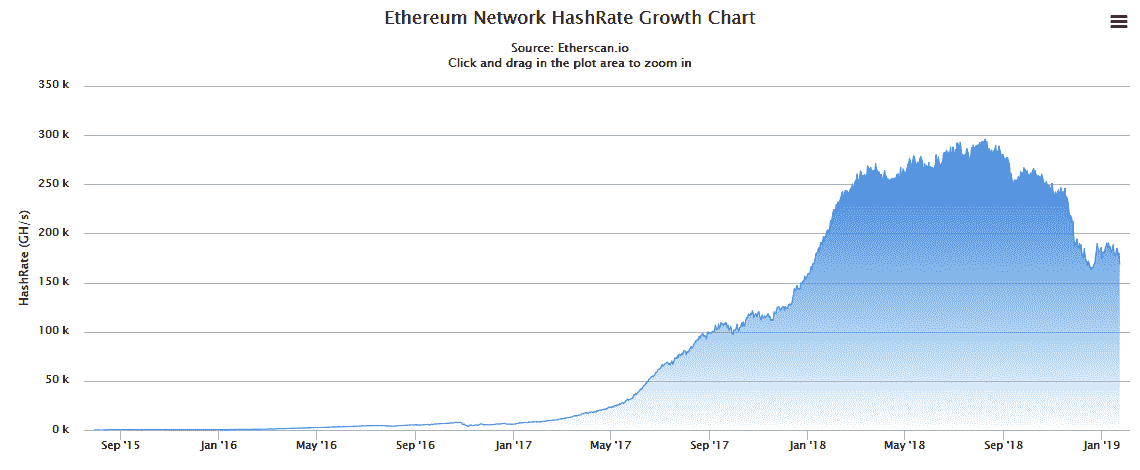 Ethereum Network HashRate Growth Chart
Source: Etherscan.io
Click and drag in the plot area to zoom in
HashRate (GH/s)
350 k
300 k
250 k
200 k
150 k
100 k
50 k
0 k
Sep '15 Jan '16 May '16 Sep '16 Jan '17 May '17 Sep '17 Jan '18 May '18 Sep '18 Jan '19